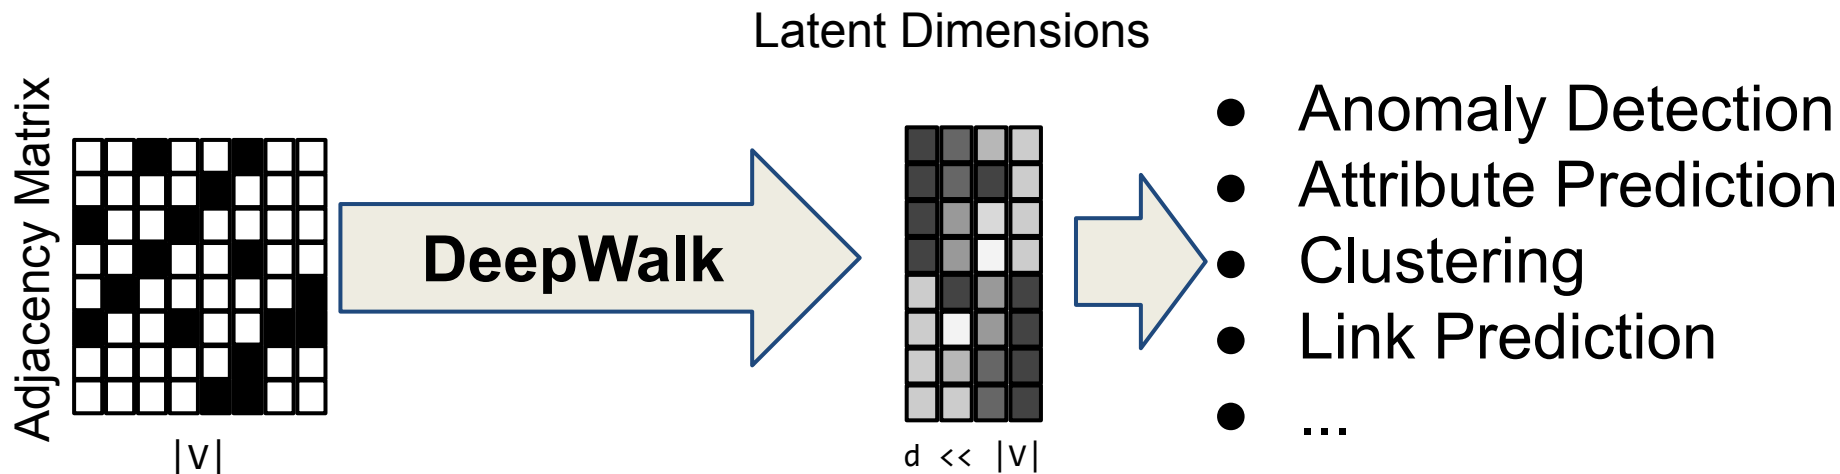 Latent Dimensions
Adjacency Matrix
|V|
DeepWalk
d << |V|
● Anomaly Detection
● Attribute Prediction
● Clustering
● Link Prediction
● ...